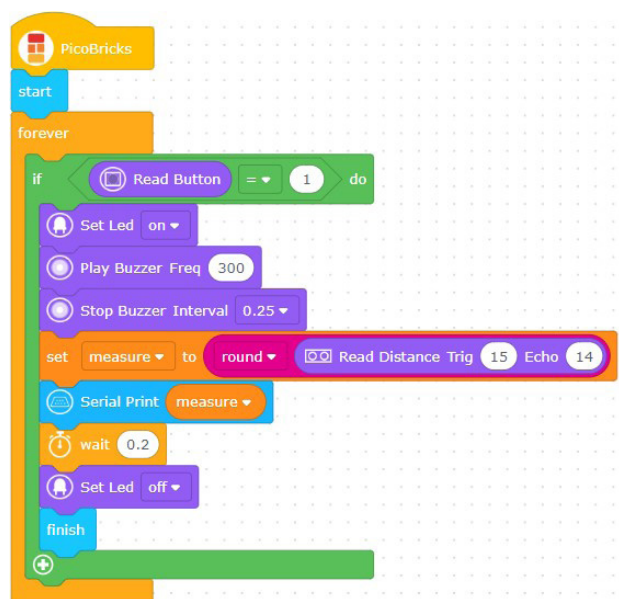 PicoBricks
start
forever
if Read Button = 1 do
Set Led on
Play Buzzer Freq 300
Stop Buzzer Interval 0.25
set measure to round Read Distance Trig 15 Echo 14
Serial Print measure
wait 0.2
Set Led off
finish